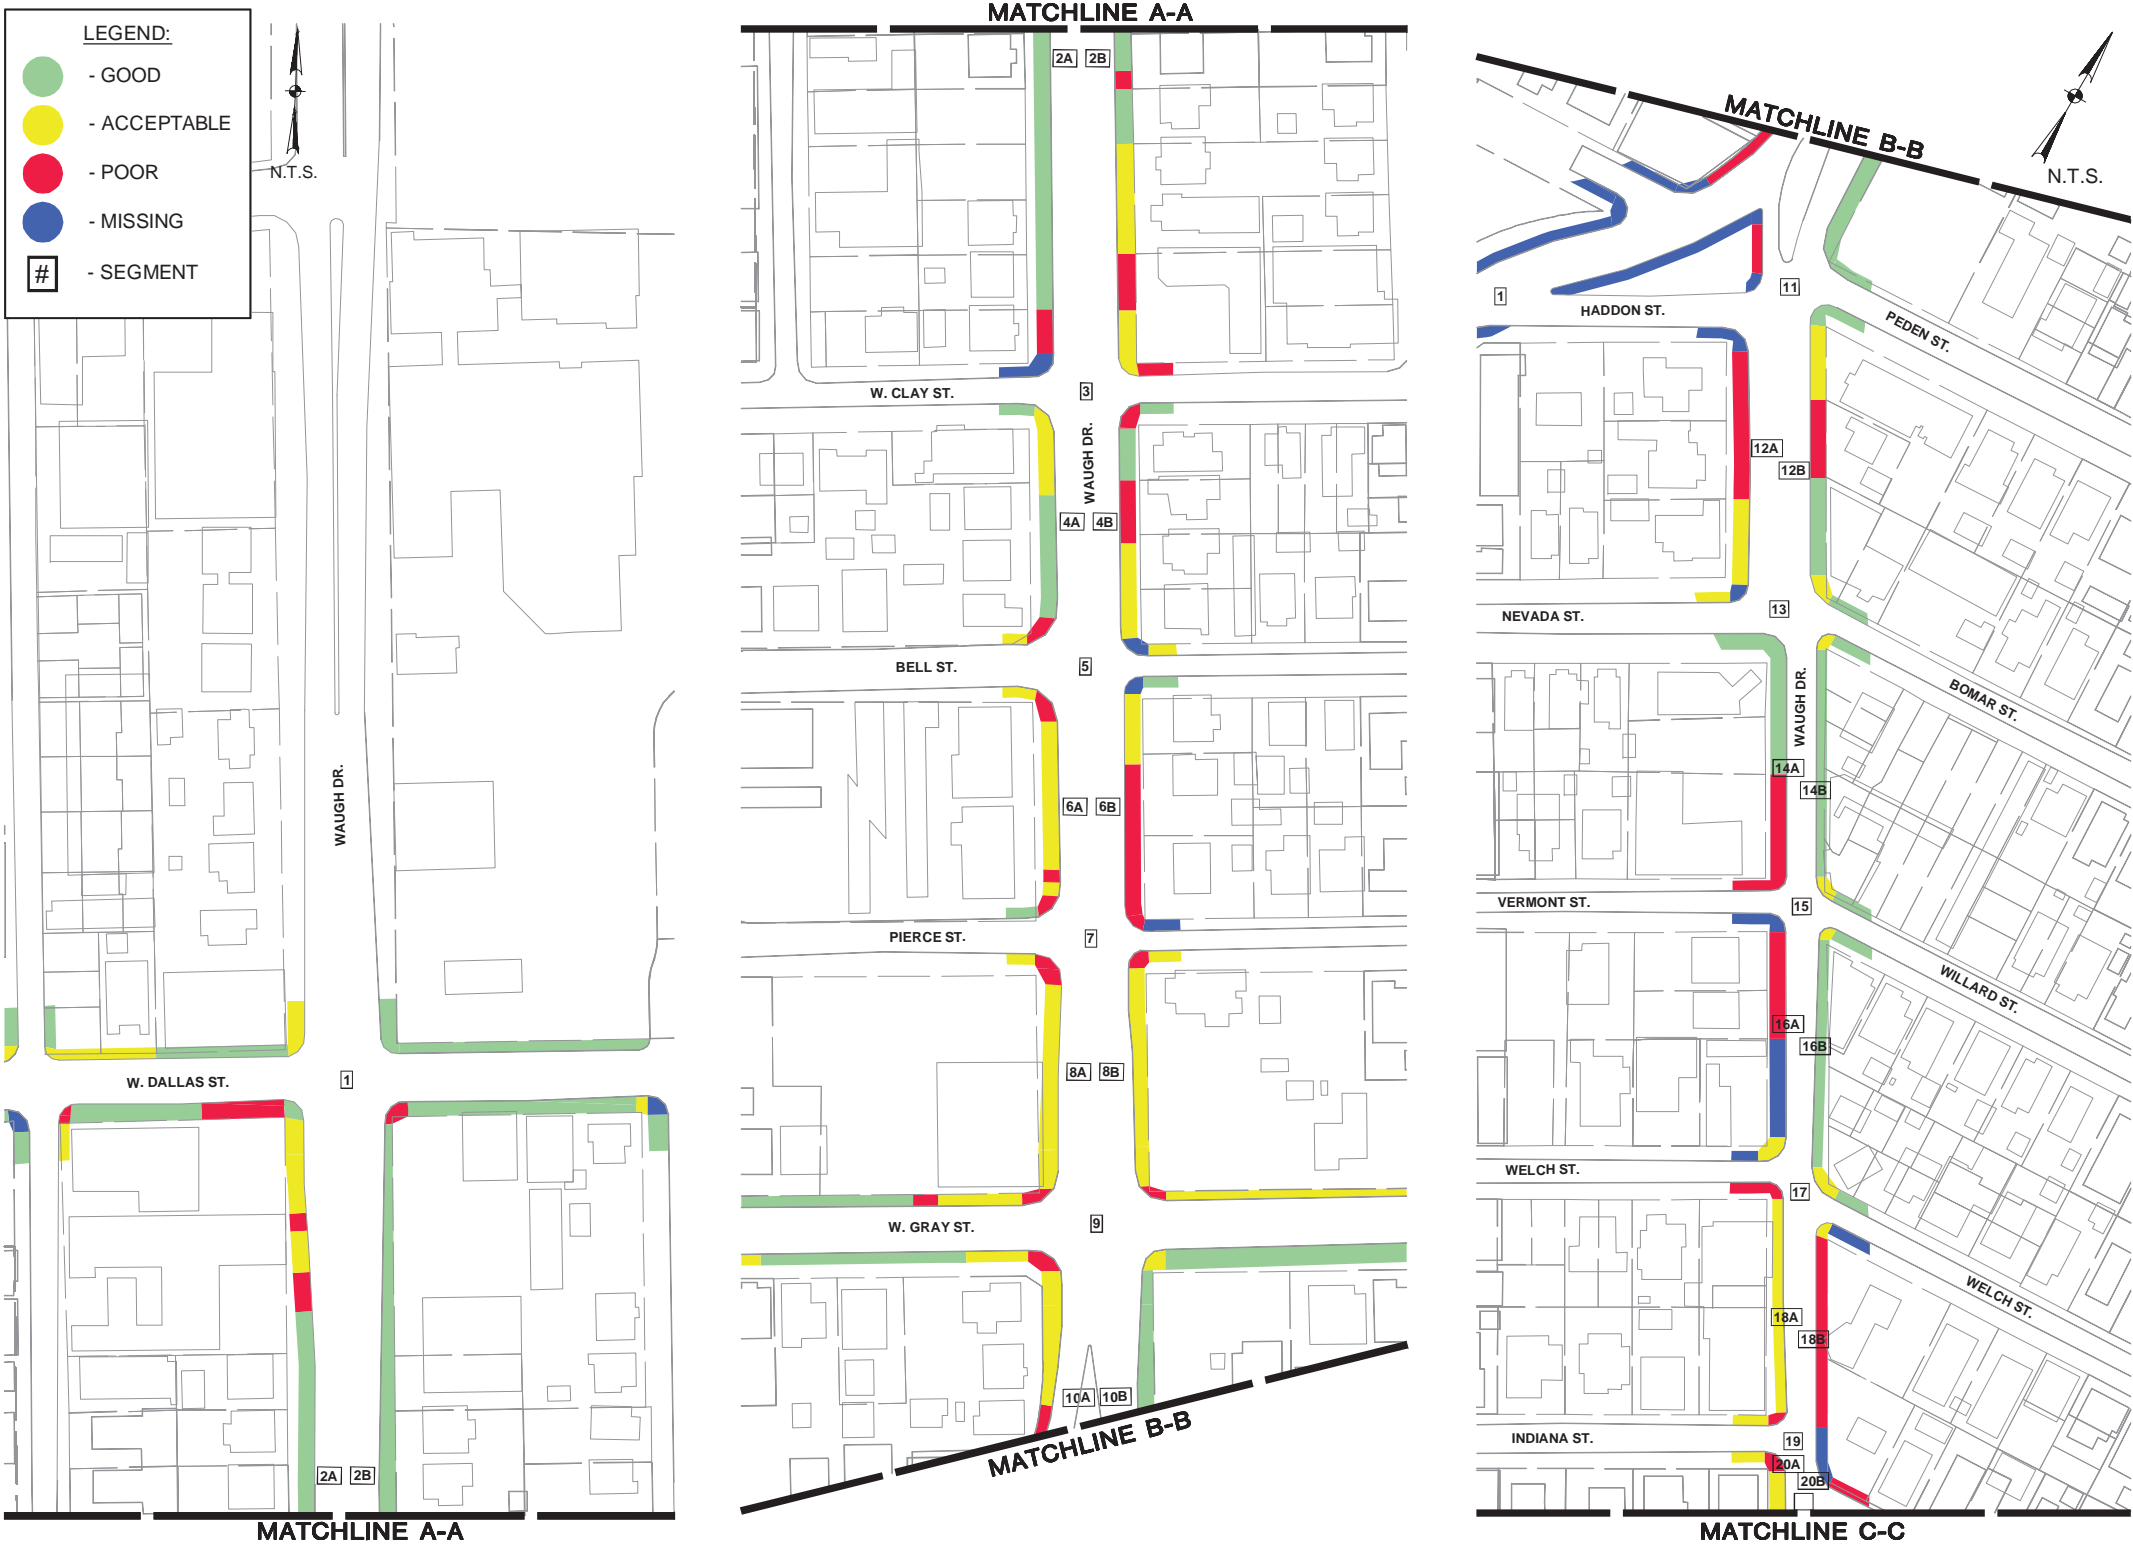 LEGEND:
- GOOD
- ACCEPTABLE
- POOR
- MISSING
# - SEGMENT
N.T.S.
WAUGH DR.
W. DALLAS ST.
1
2A 2B
MATCHLINE A-A
MATCHLINE A-A
2A 2B
W. CLAY ST.
3
WAUGH DR.
4A 4B
BELL ST.
5
6A 6B
PIERCE ST.
7
8A 8B
W. GRAY ST.
9
10A 10B
MATCHLINE B-B
MATCHLINE B-B
N.T.S.
1
11
HADDON ST.
PEDEN ST.
12A
12B
NEVADA ST.
13
WAUGH DR.
BOMAR ST.
14A
14B
VERMONT ST.
15
WILLARD ST.
16A
16B
WELCH ST.
17
WELCH ST.
18A
18B
INDIANA ST.
19
20A
20B
MATCHLINE C-C